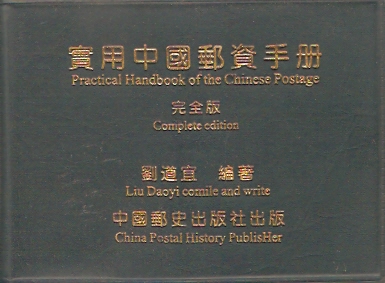 實用中國郵資手册
Practical Handbook of the Chinese Postage
完全版
Complete edition
劉道宜 編著
Liu Daoyi comile and write
中國郵史出版社出版
China Postal History PublisHer